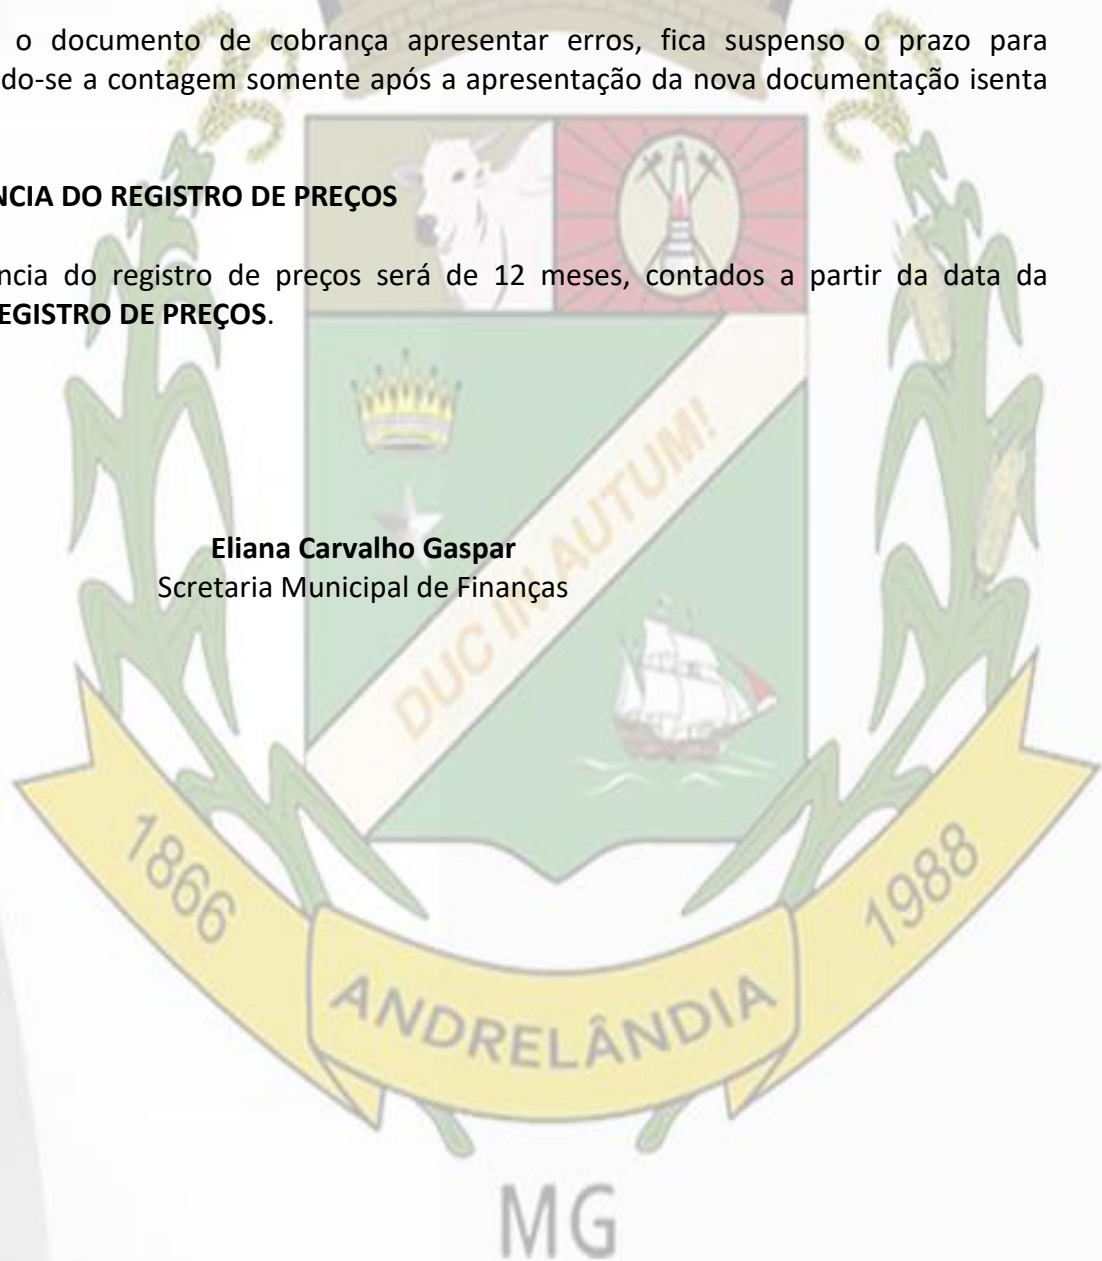 o documento de cobrança apresentar erros, fica suspenso o prazo para
do-se a contagem somente após a apresentação da nova documentação isenta
NCIA DO REGISTRO DE PREÇOS
ncia do registro de preços será de 12 meses, contados a partir da data da
REGISTRO DE PREÇOS.
Eliana Carvalho Gaspar
Scretaria Municipal de Finanças
DUC IN AUTUM!
1866
ANDRELÂNDIA
1988
MG